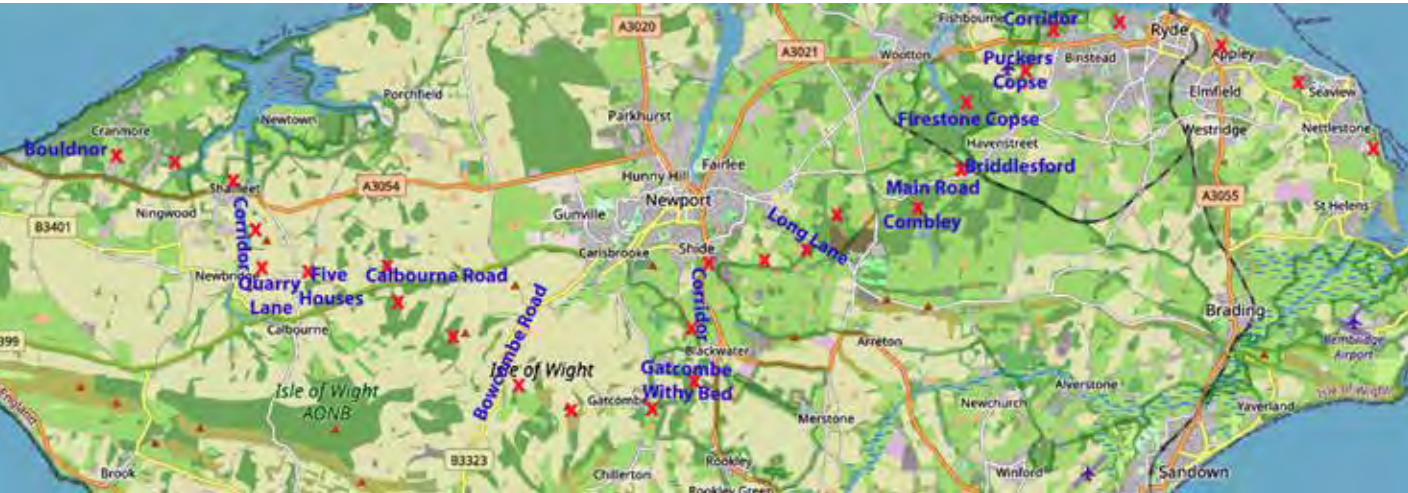 Fishbourne
Corridor
Ryde
A3020
A3021
Wootton
Puckers
Copse
Binstead
Appley
Elmfield
Seaview
Porchfield
Newtown
Parkhurst
Firestone Copse
Westridge
Nettlestone
Cranmore
Bouldnor
Havenstreet
Fairlee
Briddlesford
Hunny Hill
Shalfleet
A3054
Newport
Main Road
Combley
A3055
St Helens
Ningwood
B3401
Corridor
Gunville
Long Lane
Carisbrooke
Shide
Newbridge
Quarry
Lane
Five
Houses
Calbourne Road
Corridor
Calbourne
Bowcombe Road
Brading
Bembridge
Airport
399
Blackwater
Arreton
Isle of Wight
Gatcombe
Withy Bed
Gatcombe
Alverstone
Isle of Wight
AONB
Isle of Wight
England
Newchurch
Yaverland
Merstone
Brook
B3323
Chillerton
Rookley
Winford
Sandown
Rookley Green